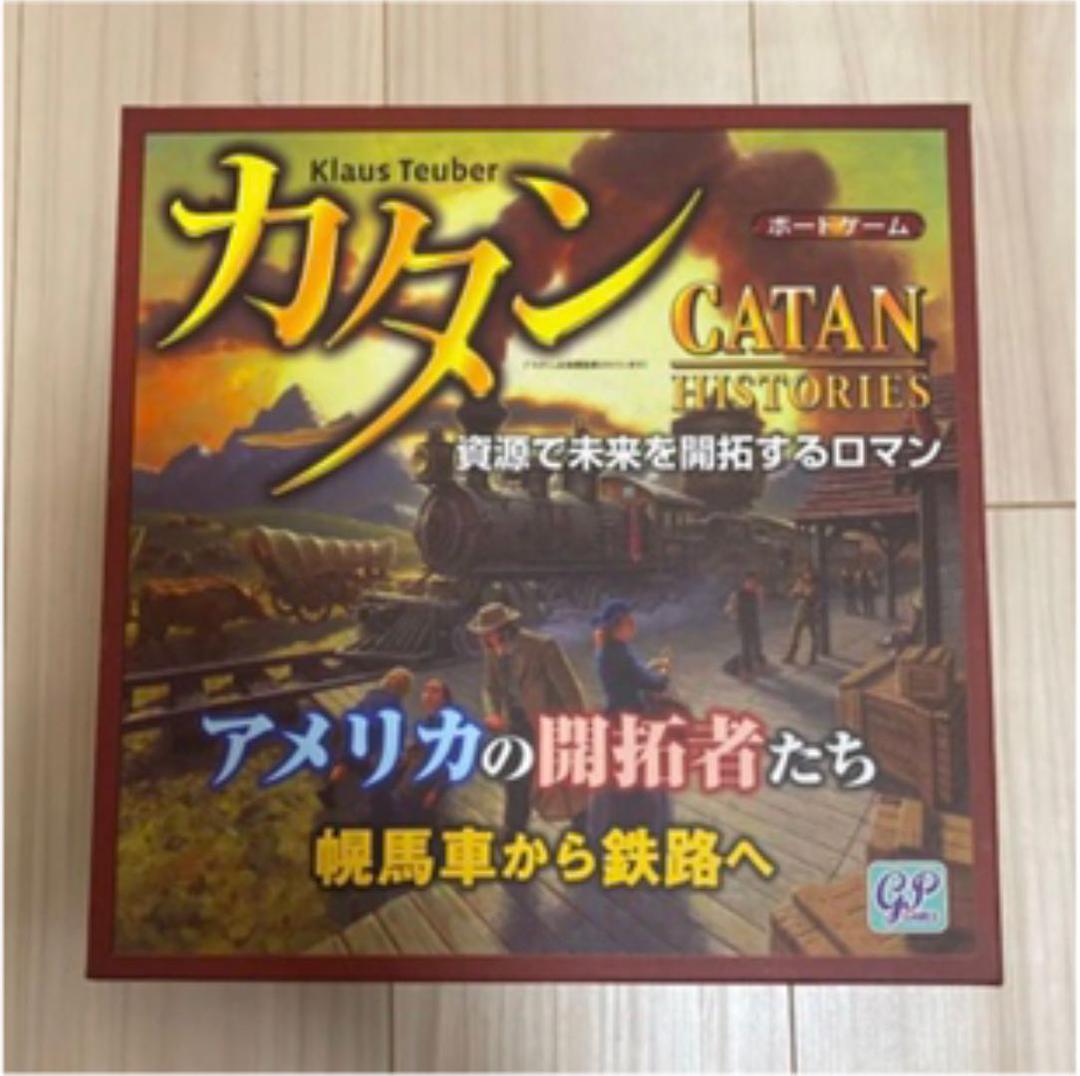 Klaus Teuber
カタン
ボードゲーム
CATAN
HISTORIES
資源で未来を開拓するロマン
アメリカの開拓者たち
幌馬車から鉄路へ
GP
GAMES